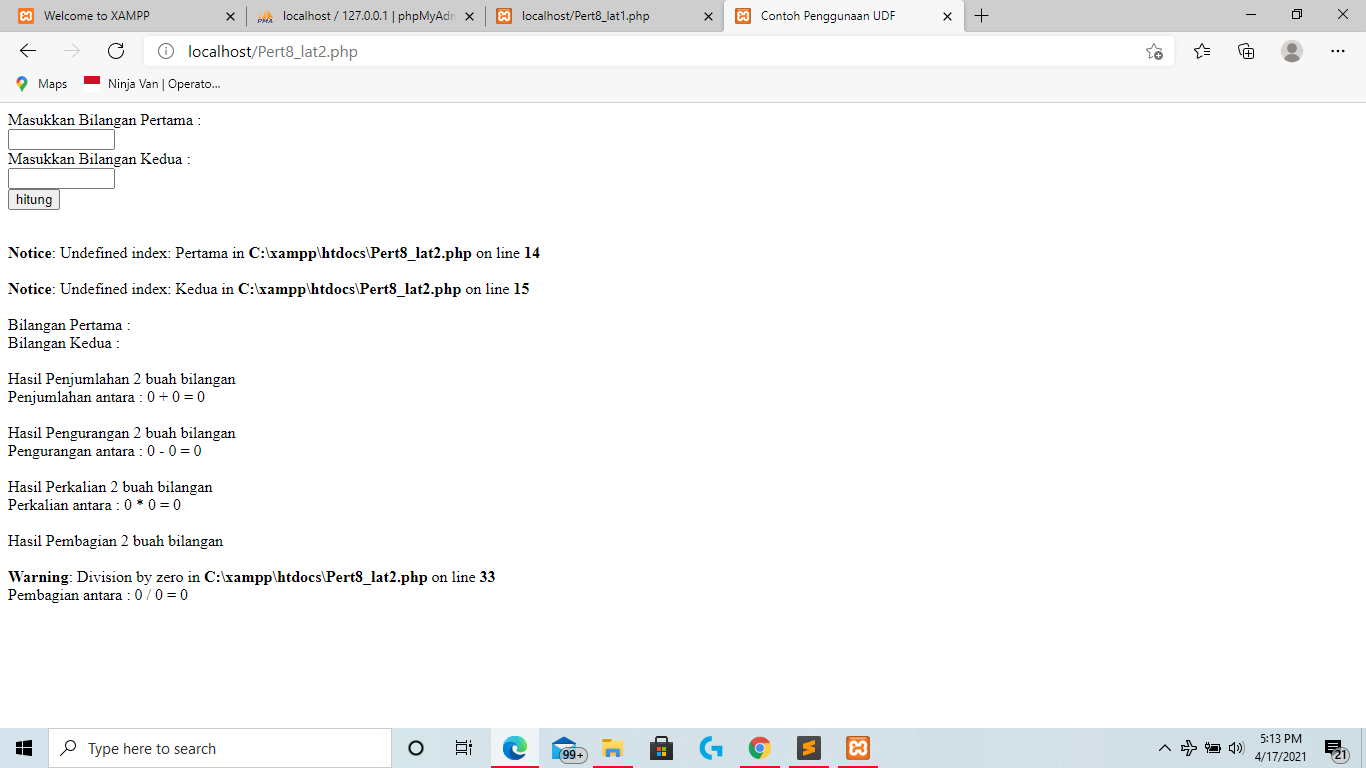 Welcome to XAMPP
localhost / 127.0.0.1 | phpMyAdn
localhost/Pert8_lat1.php
Contoh Penggunaan UDF
localhost/Pert8_lat2.php
Maps
Ninja Van | Operato...
Masukkan Bilangan Pertama :
Masukkan Bilangan Kedua :
hitung
Notice: Undefined index: Pertama in C:\xampp\htdocs\Pert8_lat2.php on line 14
Notice: Undefined index: Kedua in C:\xampp\htdocs\Pert8_lat2.php on line 15
Bilangan Pertama :
Bilangan Kedua :
Hasil Penjumlahan 2 buah bilangan
Penjumlahan antara : 0 + 0 = 0
Hasil Pengurangan 2 buah bilangan
Pengurangan antara : 0 - 0 = 0
Hasil Perkalian 2 buah bilangan
Perkalian antara : 0 * 0 = 0
Hasil Pembagian 2 buah bilangan
Warning: Division by zero in C:\xampp\htdocs\Pert8_lat2.php on line 33
Pembagian antara : 0 / 0 = 0
Type here to search
99+
5:13 PM
4/17/2021
21